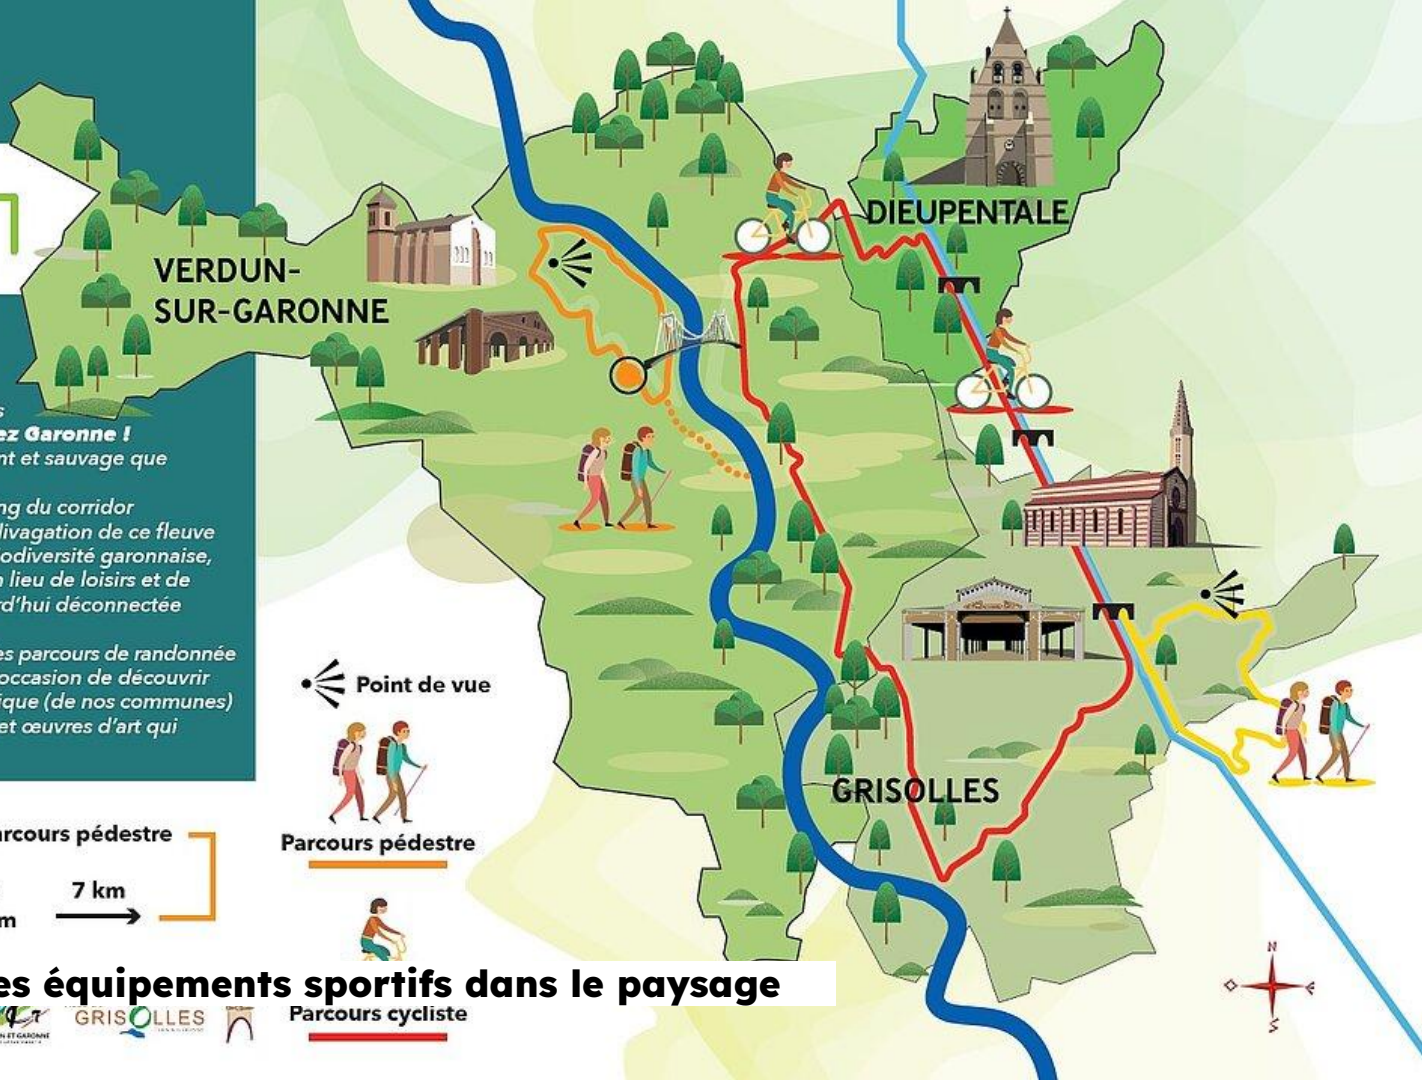 DIEUPENTALE
VERDUN-
SUR-GARONNE
ez Garonne !
nt et sauvage que
ng du corridor
livagation de ce fleuve
odiversité garonnaise,
lieu de loisirs et de
rd'hui déconnectée
es parcours de randonnée
occasion de découvrir
ique (de nos communes)
et œuvres d'art qui
Point de vue
GRISOLLES
arcours pédestre
7 km
m
Parcours pédestre
es équipements sportifs dans le paysage
GRISOLLES
Parcours cycliste
N
S